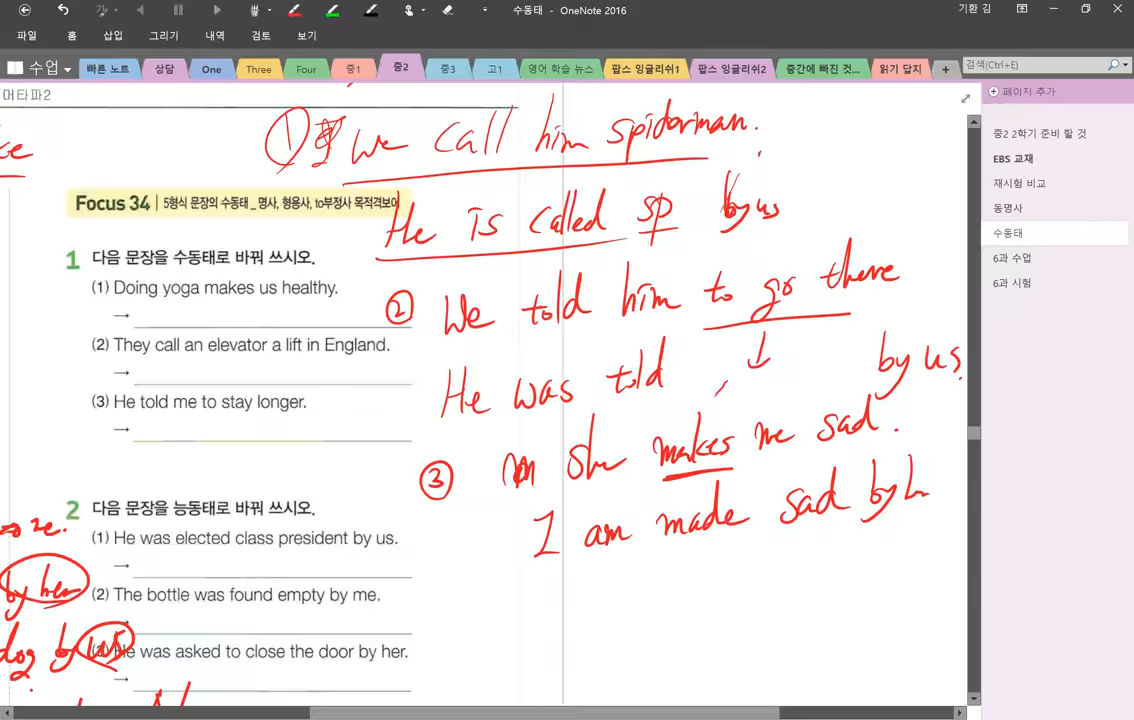 수동태 - OneNote 2016
기환 김
파일 홈 삽입 그리기 내역 검토 보기
수업 빠른 노트 상담 One Three Four 중1 중2 중3 고1 영어 학습 뉴스 팝스 잉글리쉬1 팝스 잉글리쉬2 중간에 빠진 것... 읽기 답지 +
검색(Ctrl+E)
머타파2
페이지 추가
중2 2학기 준비 할 것
EBS 교재
재시험 비교
동명사
수동태
6과 수업
6과 시험
① we call him spiderman.
Focus 34 5형식 문장의 수동태 _ 명사, 형용사, to부정사 목적격보어
He is called sp by us
1 다음 문장을 수동태로 바꿔 쓰시오.
(1) Doing yoga makes us healthy.
→
(2) They call an elevator a lift in England.
→
(3) He told me to stay longer.
→
② We told him to go there
He was told ↓ by us.
③ She makes me sad.
I am made sad by h
2 다음 문장을 능동태로 바꿔 쓰시오.
(1) He was elected class president by us.
→
(2) The bottle was found empty by me.
→
(3) He was asked to close the door by her.
→
by her
dog by us